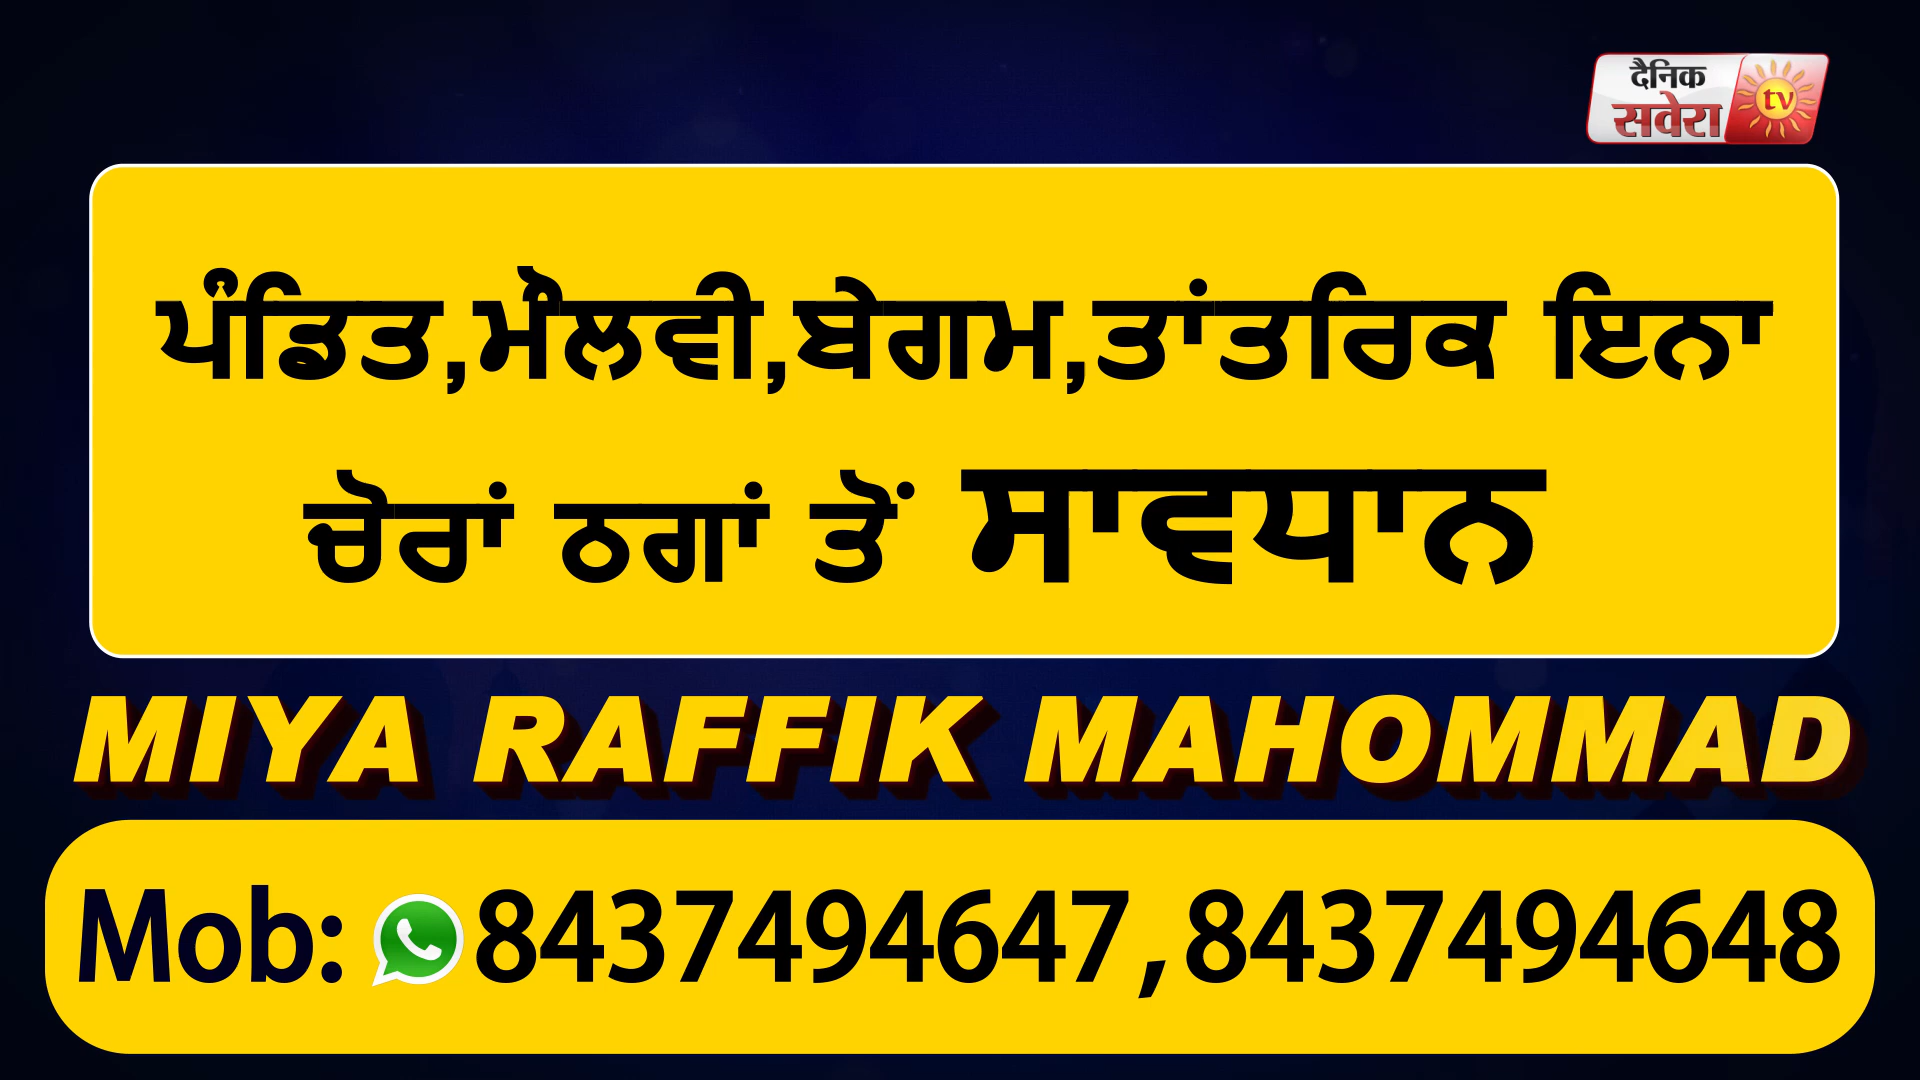 दैनिक
सवेरा tv
ਪੰਡਿਤ,ਮੌਲਵੀ,ਬੇਗਮ,ਤਾਂਤਰਿਕ ਇਨਾ
ਚੋਰਾਂ ਠਗਾਂ ਤੋਂ ਸਾਵਧਾਨ
MIYA RAFFIK MAHOMMAD
Mob: 8437494647,8437494648